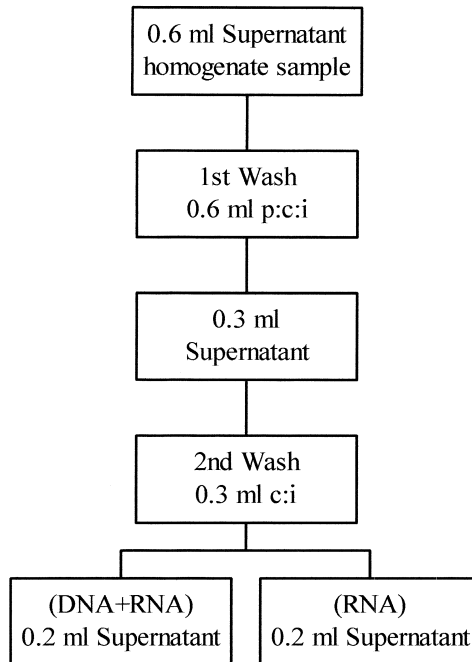 0.6 ml Supernatant
homogenate sample
1st Wash
0.6 ml p:c:i
0.3 ml
Supernatant
2nd Wash
0.3 ml c:i
(DNA+RNA)
0.2 ml Supernatant
(RNA)
0.2 ml Supernatant